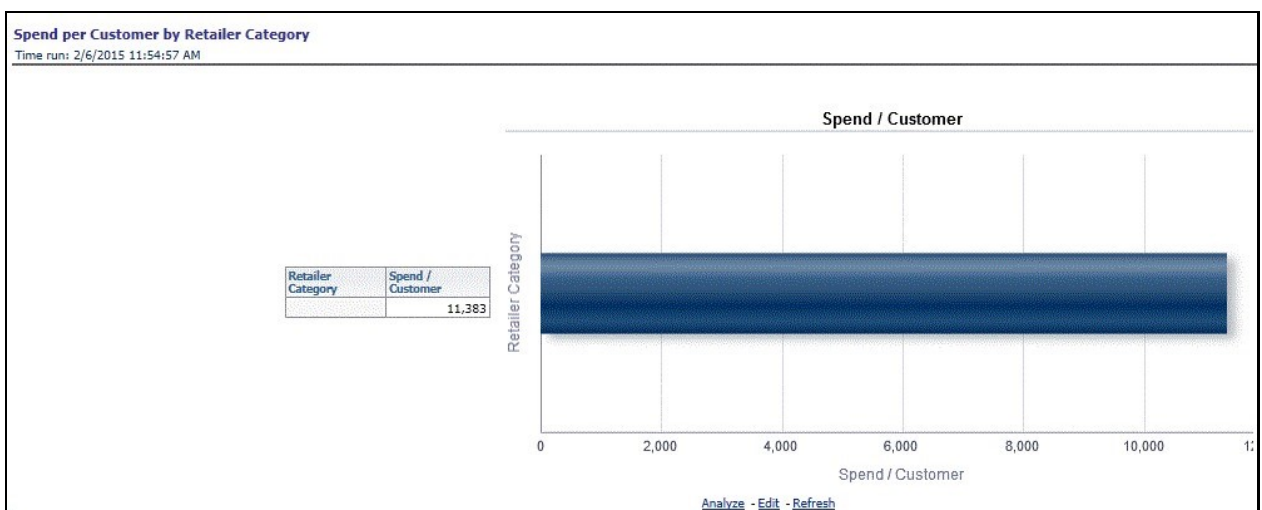 Spend per Customer by Retailer Category
Time run: 2/6/2015 11:54:57 AM
Spend / Customer
Retailer Category
Spend / Customer
11,383
Retailer Category
0 2,000 4,000 6,000 8,000 10,000
Spend / Customer
Analyze - Edit - Refresh